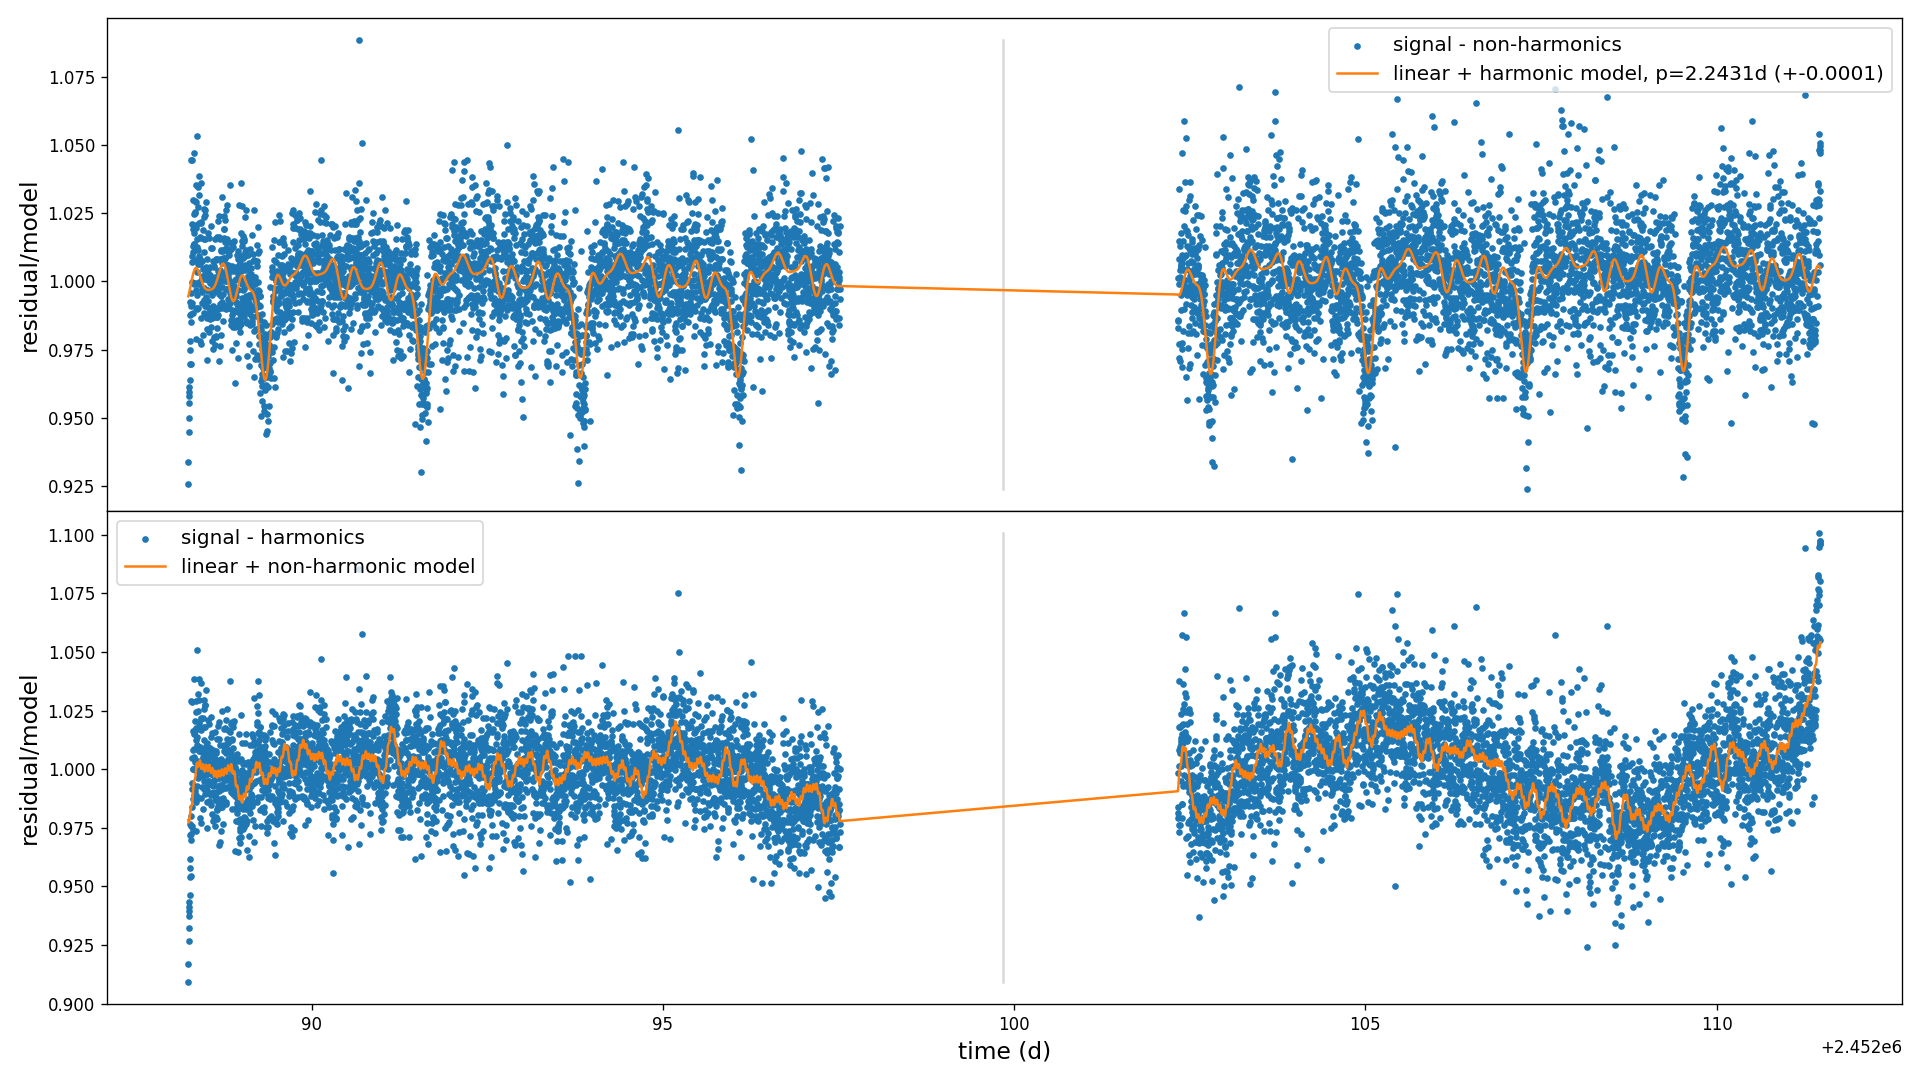 signal - non-harmonics
linear + harmonic model, p=2.2431d (+-0.0001)
residual/model
1.075
1.050
1.025
1.000
0.975
0.950
0.925
signal - harmonics
linear + non-harmonic model
residual/model
1.100
1.075
1.050
1.025
1.000
0.975
0.950
0.925
0.900
90
95
100
105
110
time (d)
+2.452e6